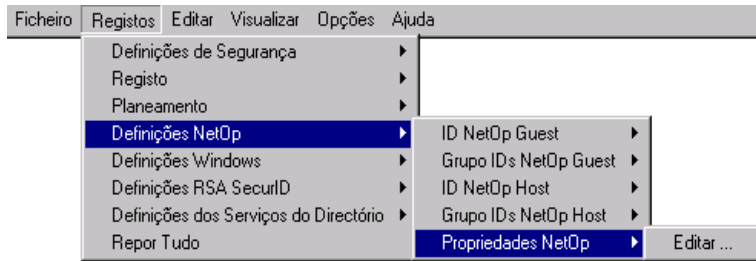 Ficheiro Registos Editar Visualizar Opções Ajuda
Definições de Segurança
Registo
Planeamento
Definições NetOp ID NetOp Guest
Definições Windows Grupo IDs NetOp Guest
Definições RSA SecurID ID NetOp Host
Definições dos Serviços do Directório Grupo IDs NetOp Host
Repor Tudo Propriedades NetOp Editar ...